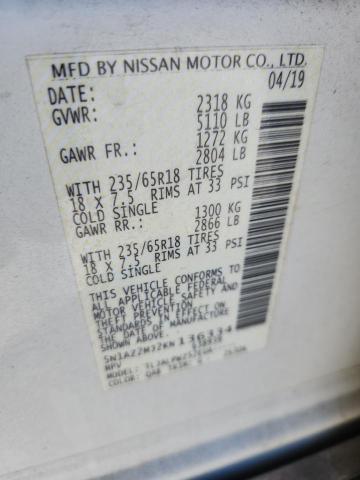 MFD BY NISSAN MOTOR CO., LTD.
DATE: 04/19
GVWR: 2318 KG
5110 LB
GAWR FR.: 1272 KG
2804 LB
WITH 235/65R18 TIRES
18 X 7.5 RIMS AT 33 PSI
COLD SINGLE
GAWR RR.: 1300 KG
2866 LB
WITH 235/65R18 TIRES
18 X 7.5 RIMS AT 33 PSI
COLD SINGLE
THIS VEHICLE CONFORMS TO
ALL APPLICABLE FEDERAL
MOTOR VEHICLE SAFETY AND
THEFT PREVENTION
STANDARDS IN EFFECT ON
THE DATE OF MANUFACTURE
SHOWN ABOVE.
5N1AZ2MJ2KN136334
MPV
COLOR: QAB TRIM: